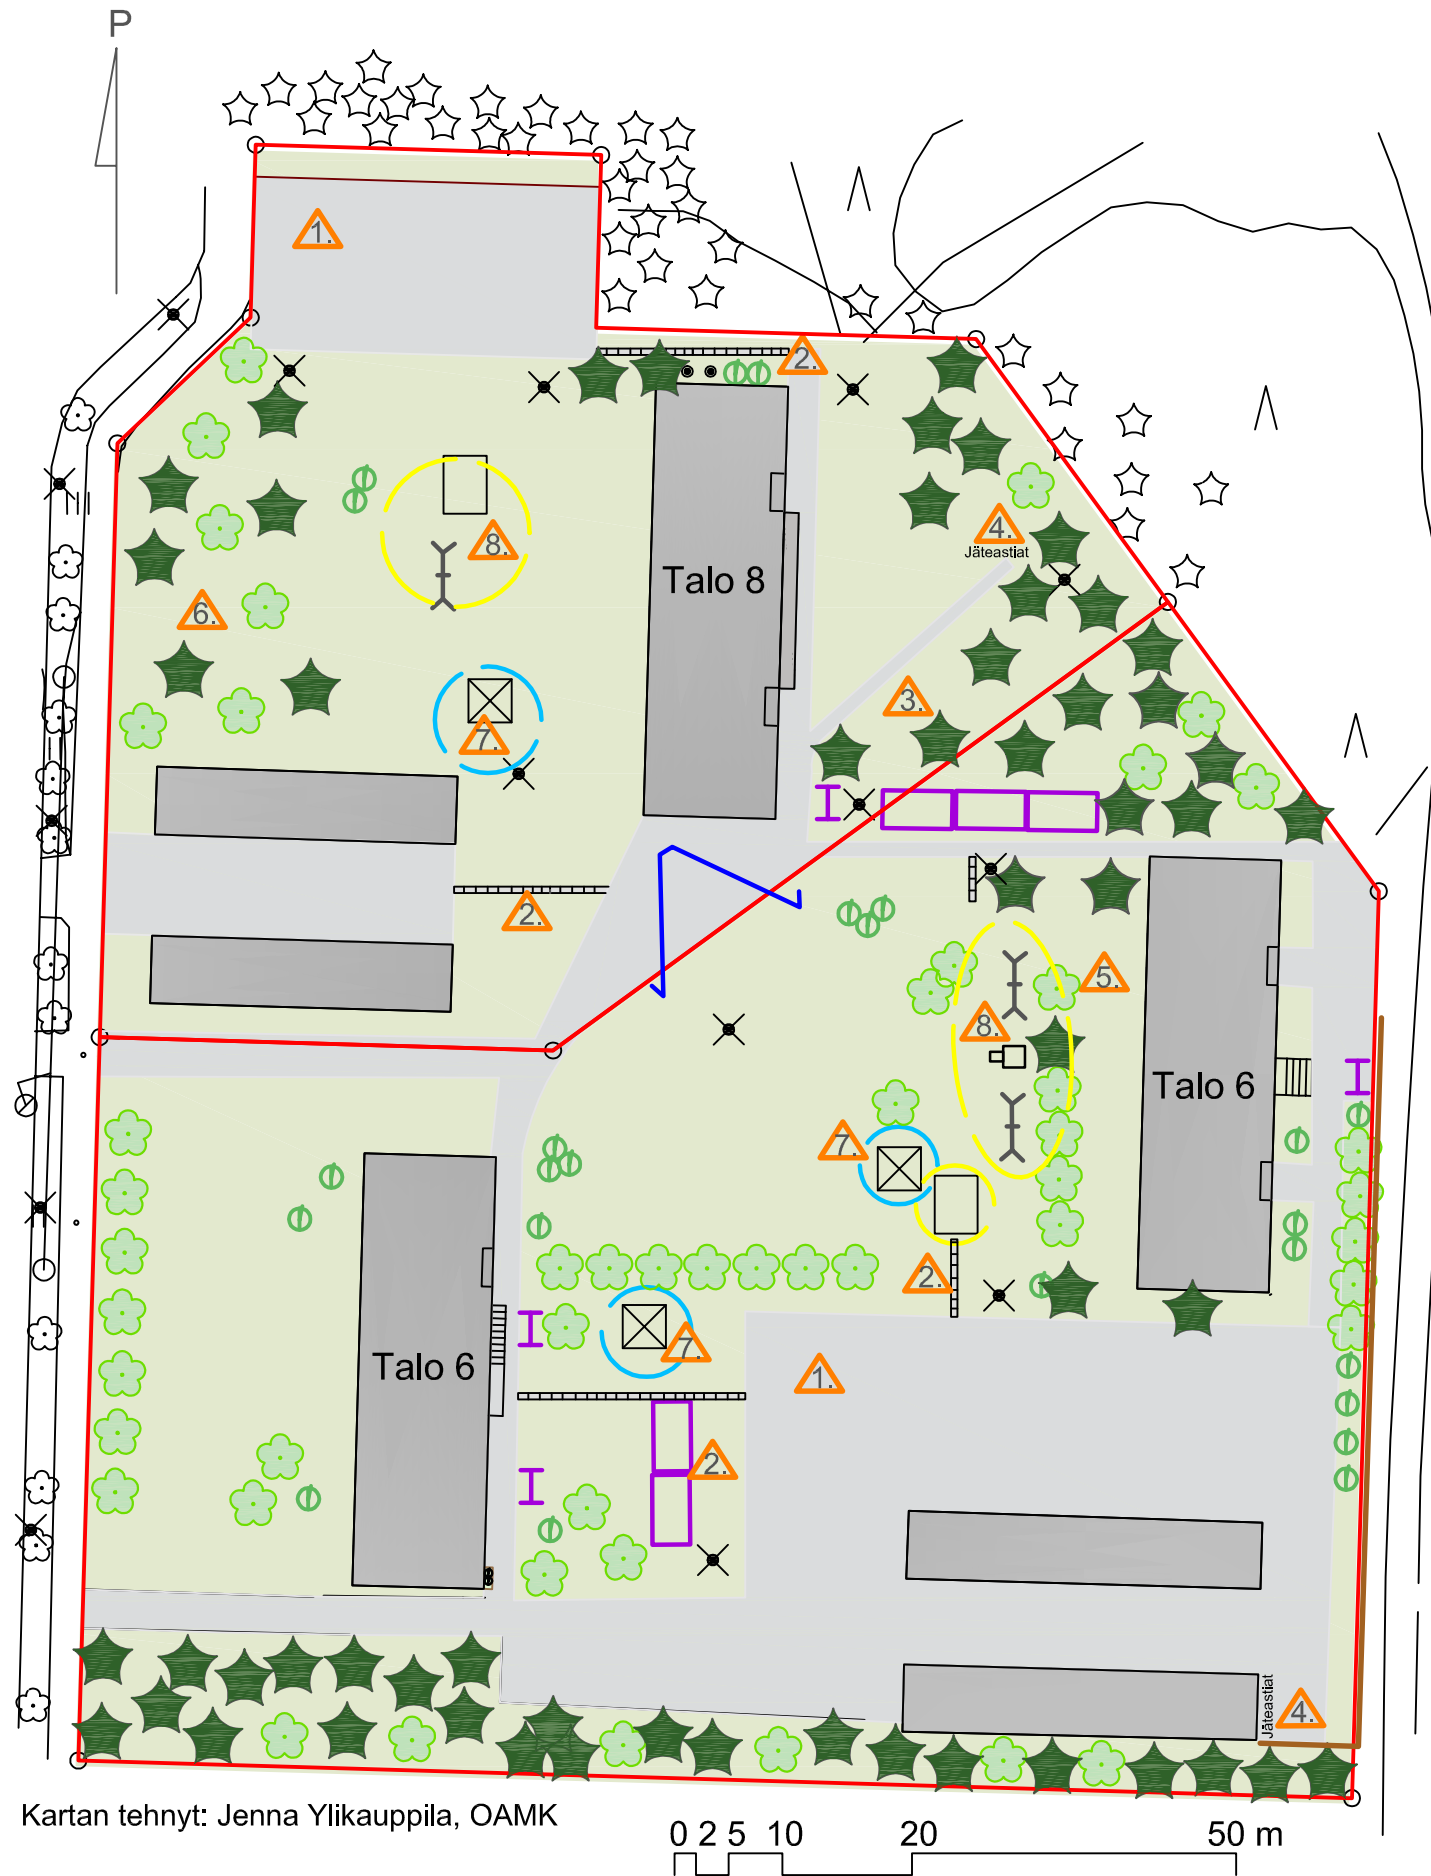 P
1.
2.
4.
Jäteastiat
8.
Talo 8
6.
3.
7.
2.
5.
8.
Talo 6
7.
2.
7.
Talo 6
1.
2.
4.
Jäteastiat
Kartan tehnyt: Jenna Ylikauppila, OAMK
0 2 5 10 20 50 m